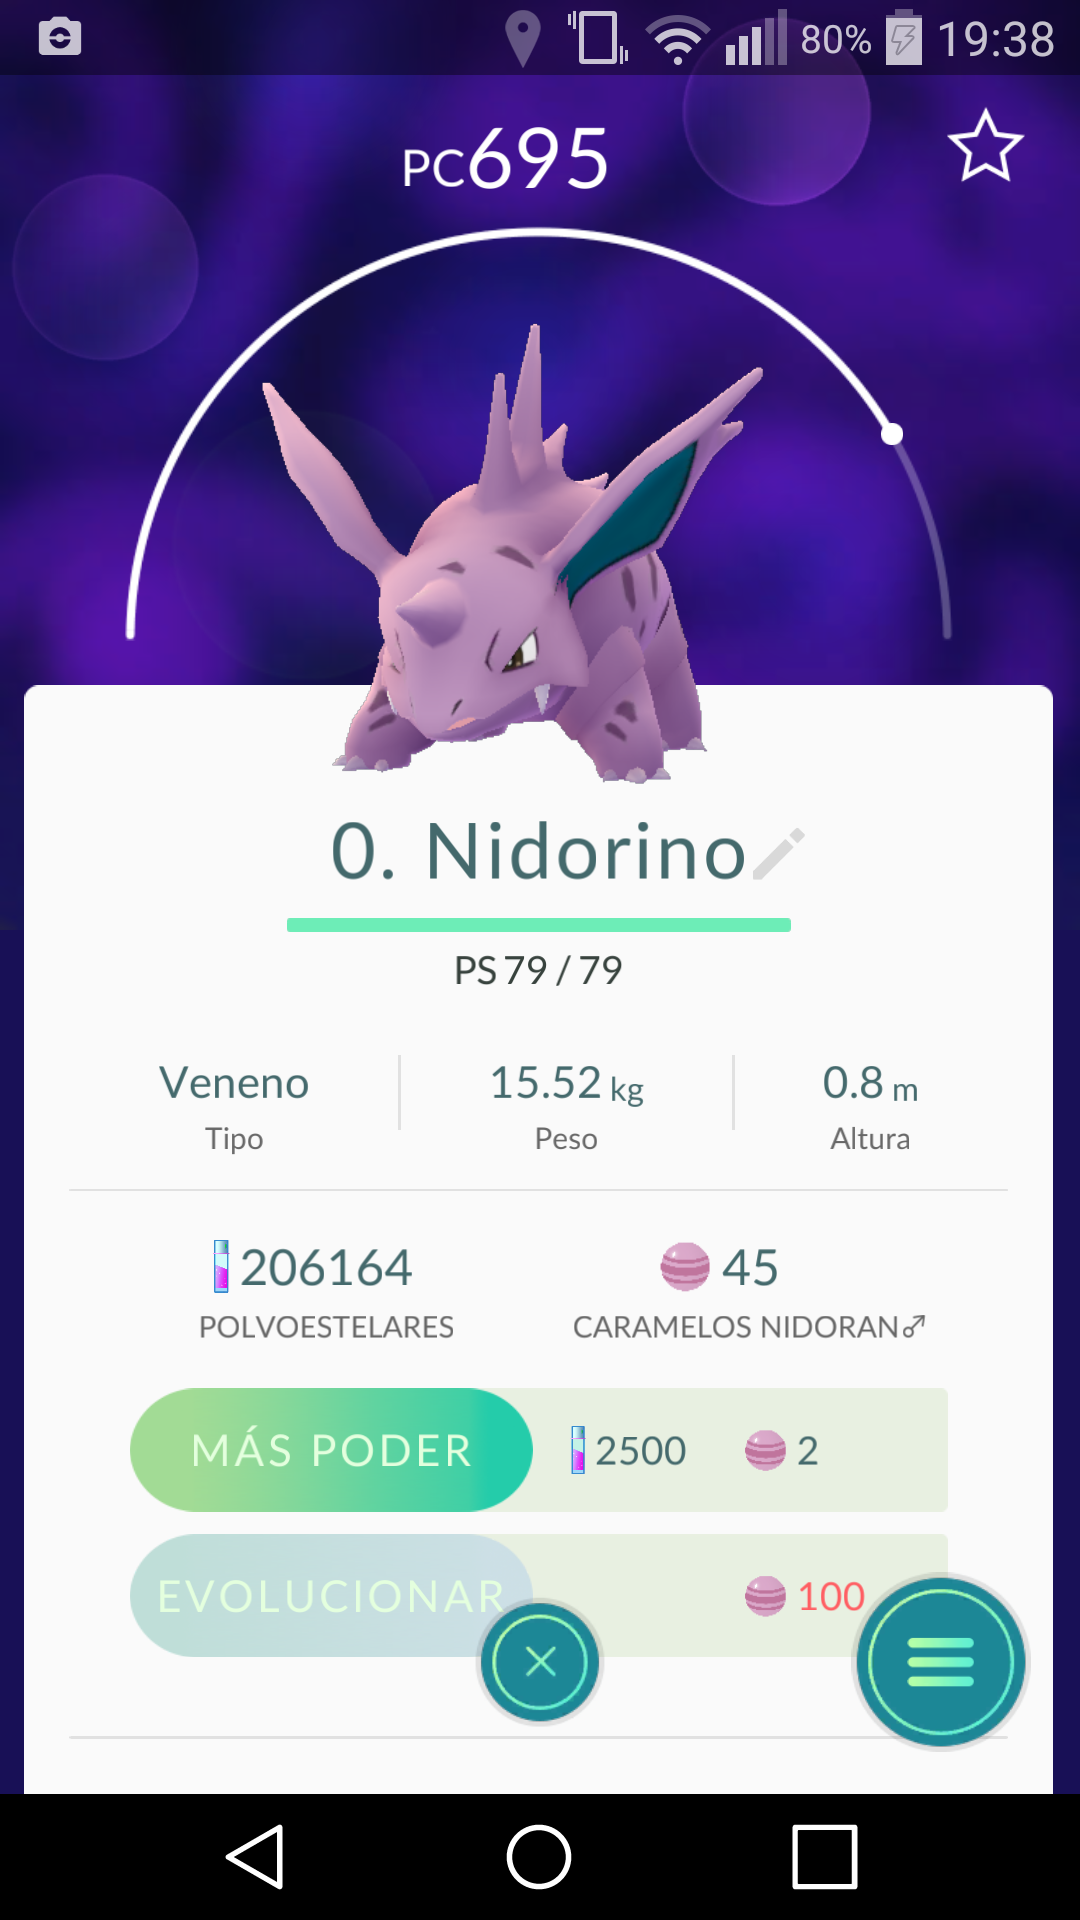 80% 19:38
PC695
0. Nidorino
PS 79 / 79
Veneno 15.52 kg 0.8 m
Tipo Peso Altura
206164 45
POLVOESTELARES CARAMELOS NIDORAN♂
MÁS PODER 2500 2
EVOLUCIONAR 100